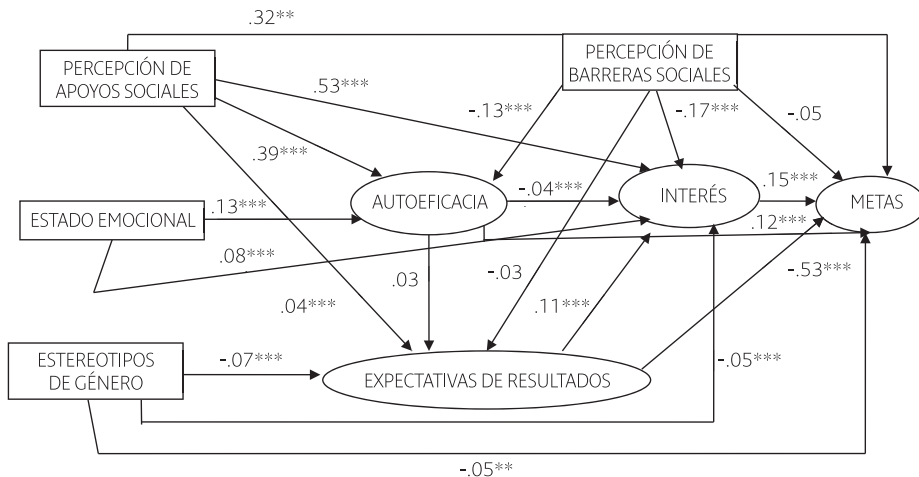 .32**
PERCEPCIÓN DE
APOYOS SOCIALES
PERCEPCIÓN DE
BARRERAS SOCIALES
.53***
-.13***
-.17***
-.05
.39***
AUTOEFICACIA
-.04***
INTERÉS
.15***
METAS
ESTADO EMOCIONAL
.13***
.12***
.08***
.03
-.03
-.53***
.04***
.11***
ESTEREOTIPOS
DE GÉNERO
-.07***
EXPECTATIVAS DE RESULTADOS
-.05***
-.05**